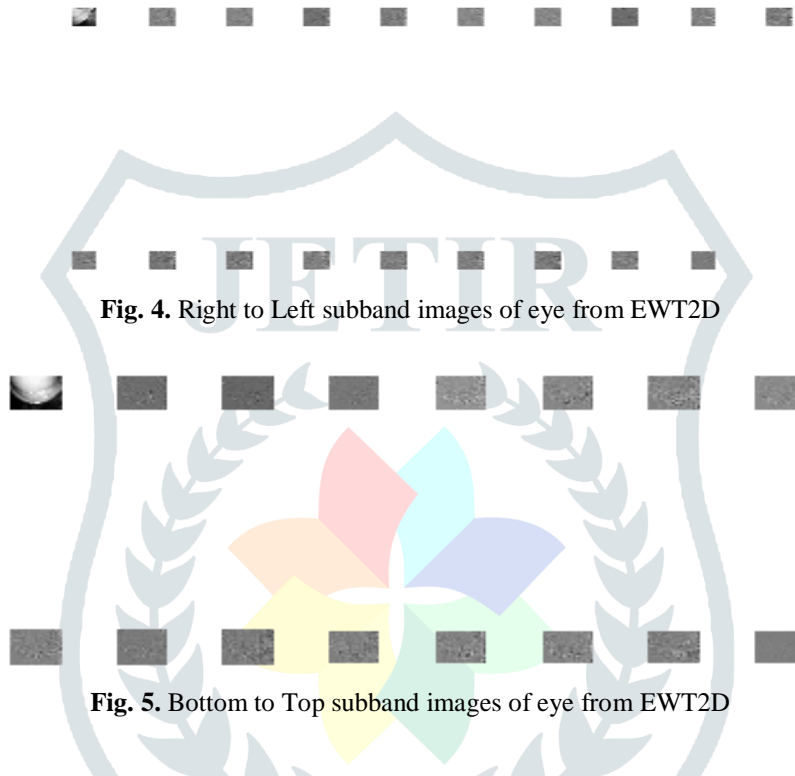 JETIR
Fig. 4. Right to Left subband images of eye from EWT2D
Fig. 5. Bottom to Top subband images of eye from EWT2D